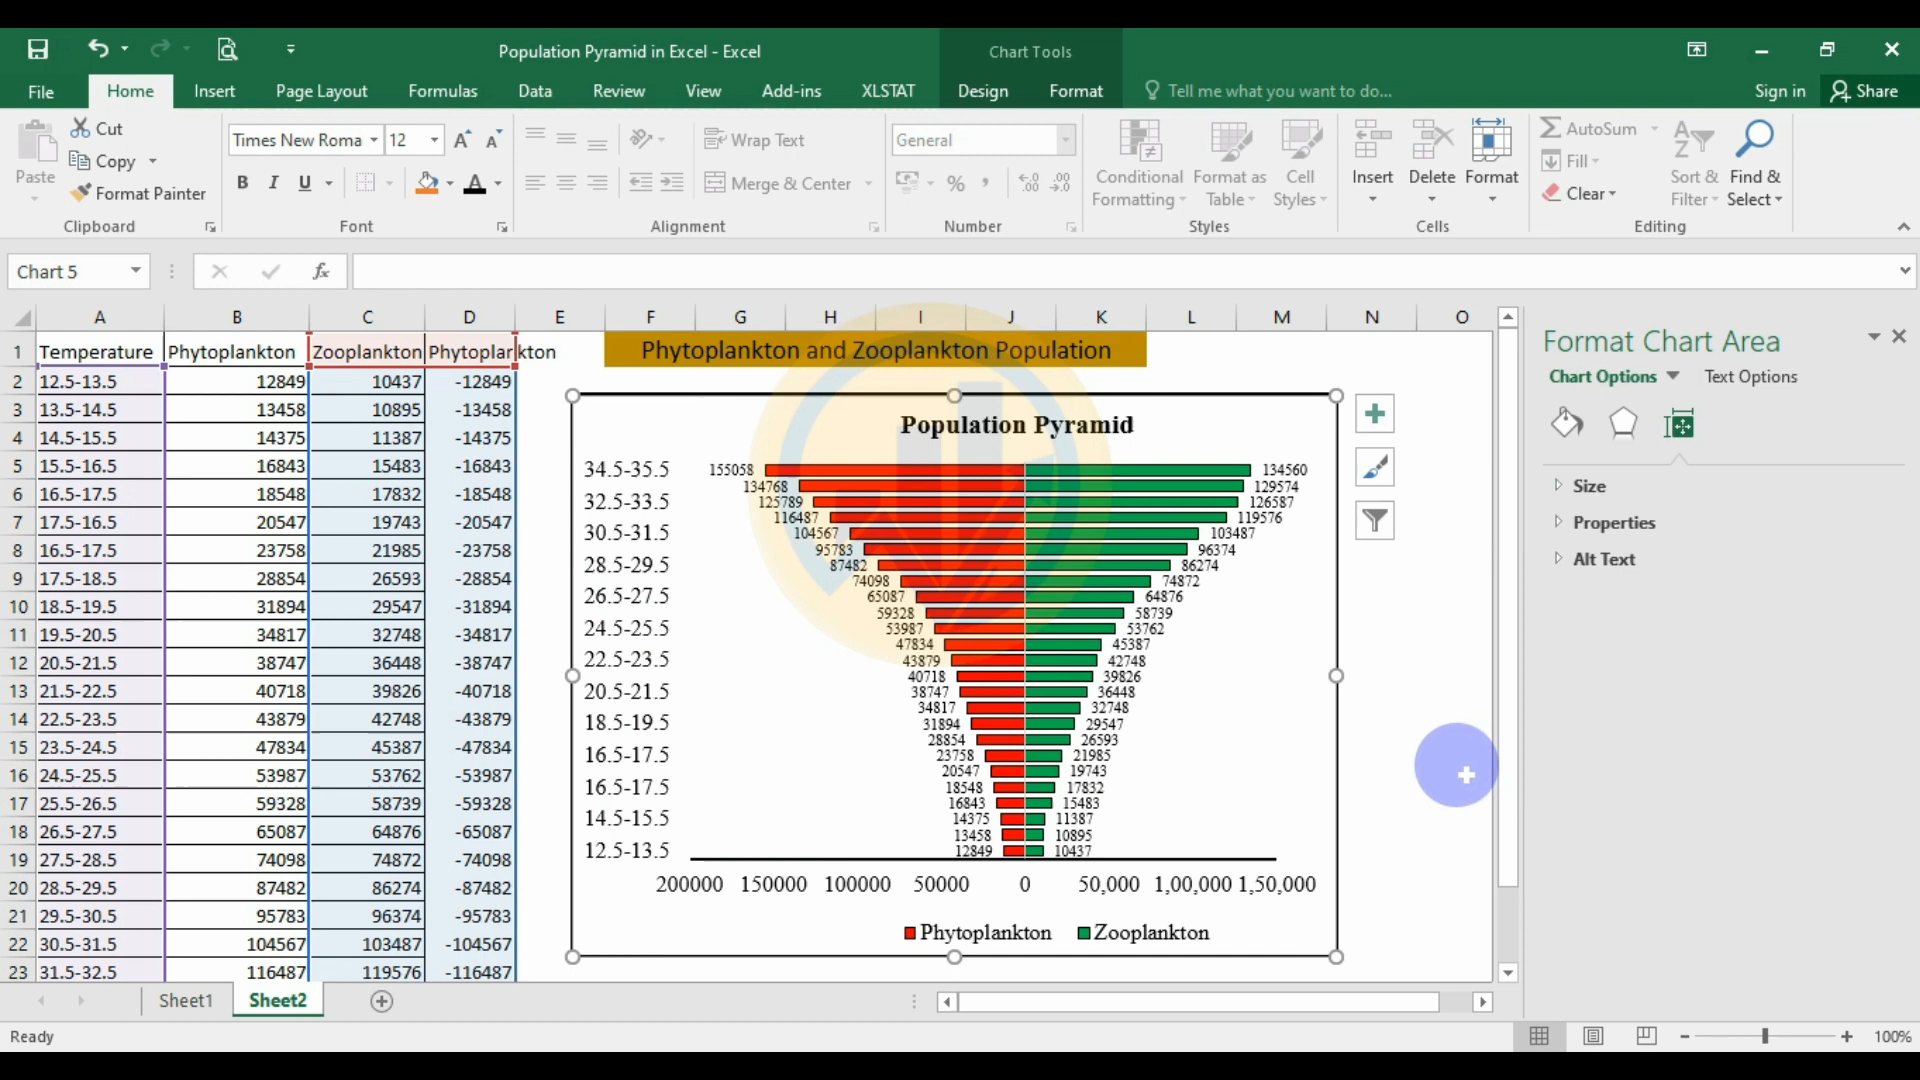 Population Pyramid in Excel - Excel
Chart Tools
File Home Insert Page Layout Formulas Data Review View Add-ins XLSTAT Design Format Tell me what you want to do... Sign in Share
Paste
Cut
Copy
Format Painter
Clipboard
Times New Roma 12
B I U
Font
Wrap Text
Merge & Center
Alignment
General
%
Number
Conditional Formatting
Format as Table
Cell Styles
Styles
Insert Delete Format
Cells
AutoSum
Fill
Clear
Sort & Filter
Find & Select
Editing
Chart 5
fx
A B C D E F G H I J K L M N O
1 Temperature Phytoplankton Zooplankton Phytoplankton
2 12.5-13.5 12849 10437 -12849
3 13.5-14.5 13458 10895 -13458
4 14.5-15.5 14375 11387 -14375
5 15.5-16.5 16843 15483 -16843
6 16.5-17.5 18548 17832 -18548
7 17.5-16.5 20547 19743 -20547
8 16.5-17.5 23758 21985 -23758
9 17.5-18.5 28854 26593 -28854
10 18.5-19.5 31894 29547 -31894
11 19.5-20.5 34817 32748 -34817
12 20.5-21.5 38747 36448 -38747
13 21.5-22.5 40718 39826 -40718
14 22.5-23.5 43879 42748 -43879
15 23.5-24.5 47834 45387 -47834
16 24.5-25.5 53987 53762 -53987
17 25.5-26.5 59328 58739 -59328
18 26.5-27.5 65087 64876 -65087
19 27.5-28.5 74098 74872 -74098
20 28.5-29.5 87482 86274 -87482
21 29.5-30.5 95783 96374 -95783
22 30.5-31.5 104567 103487 -104567
23 31.5-32.5 116487 119576 -116487
Phytoplankton and Zooplankton Population
Population Pyramid
34.5-35.5 155058 134560
134768 129574
32.5-33.5 125789 126587
116487 119576
30.5-31.5 104567 103487
95783 96374
28.5-29.5 87482 86274
74098 74872
26.5-27.5 65087 64876
59328 58739
24.5-25.5 53987 53762
47834 45387
22.5-23.5 43879 42748
40718 39826
20.5-21.5 38747 36448
34817 32748
18.5-19.5 31894 29547
28854 26593
16.5-17.5 23758 21985
20547 19743
16.5-17.5 18548 17832
16843 15483
14.5-15.5 14375 11387
13458 10895
12.5-13.5 12849 10437
200000 150000 100000 50000 0 50,000 1,00,000 1,50,000
Phytoplankton Zooplankton
Format Chart Area
Chart Options Text Options
Size
Properties
Alt Text
Sheet1 Sheet2
Ready
100%